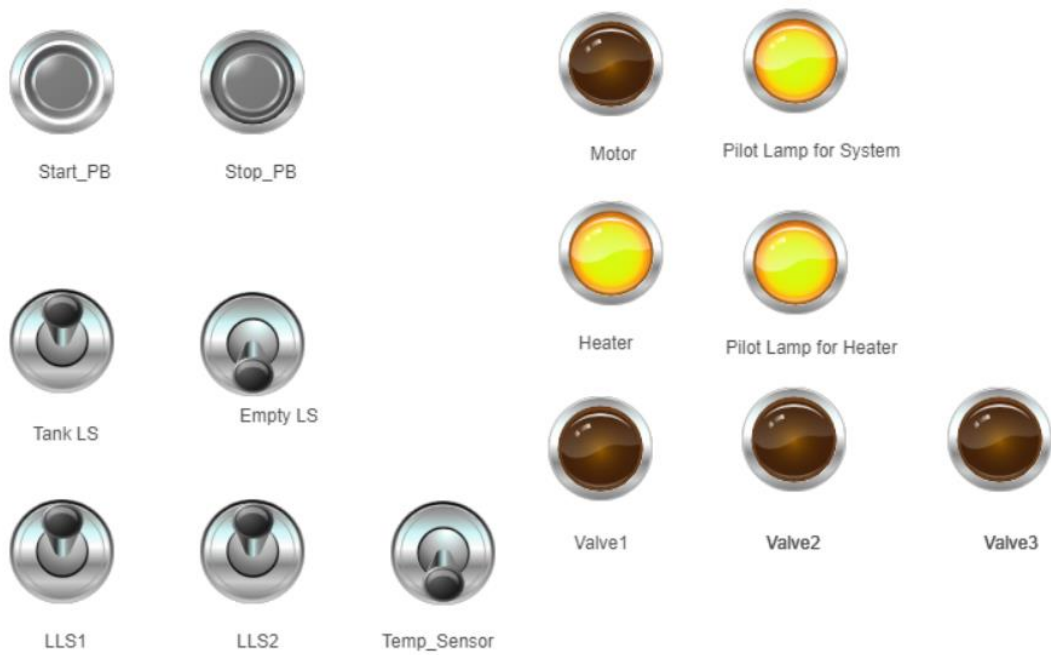 Start_PB
Stop_PB
Motor
Pilot Lamp for System
Tank LS
Empty LS
Heater
Pilot Lamp for Heater
LLS1
LLS2
Temp_Sensor
Valve1
Valve2
Valve3